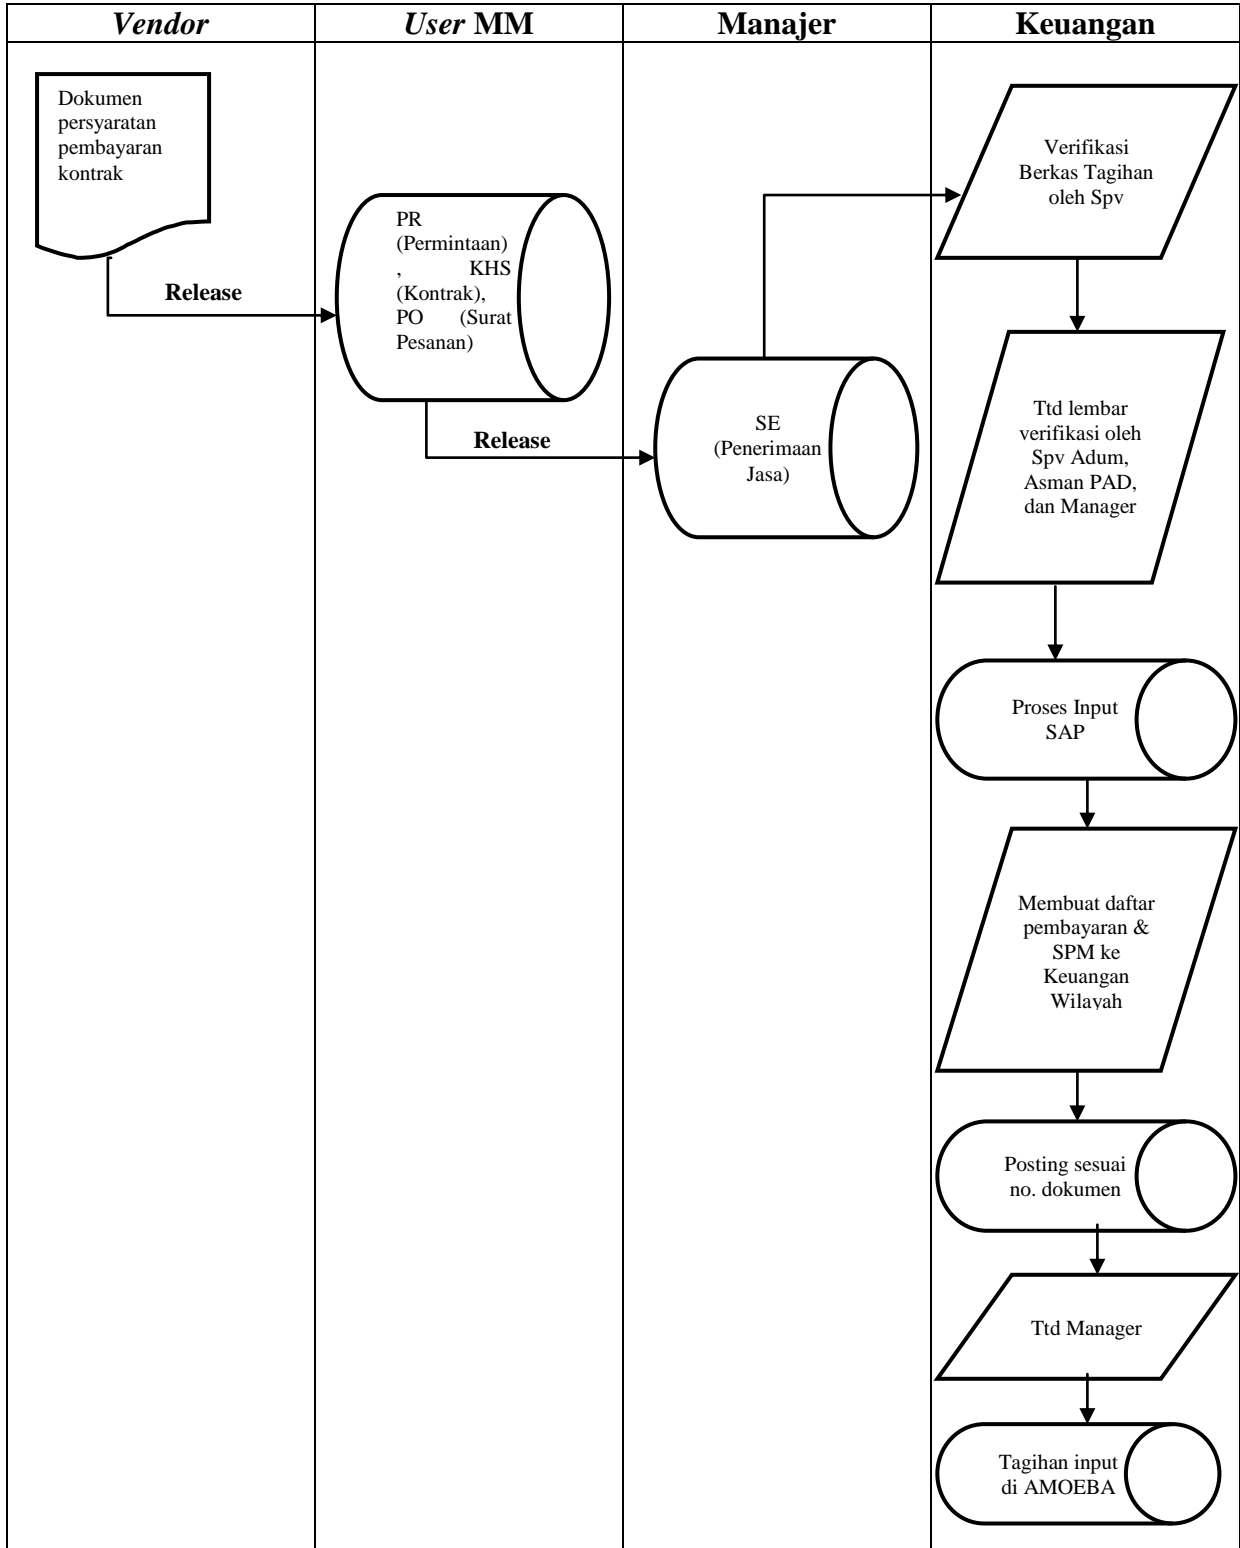 Vendor
User MM
Manajer
Keuangan
Dokumen
persyaratan
pembayaran
kontrak
Release
PR
(Permintaan)
, KHS
(Kontrak),
PO (Surat
Pesanan)
Release
SE
(Penerimaan
Jasa)
Verifikasi
Berkas Tagihan
oleh Spv
Ttd lembar
verifikasi oleh
Spv Adum,
Asman PAD,
dan Manager
Proses Input
SAP
Membuat daftar
pembayaran &
SPM ke
Keuangan
Wilayah
Posting sesuai
no. dokumen
Ttd Manager
Tagihan input
di AMOEBA